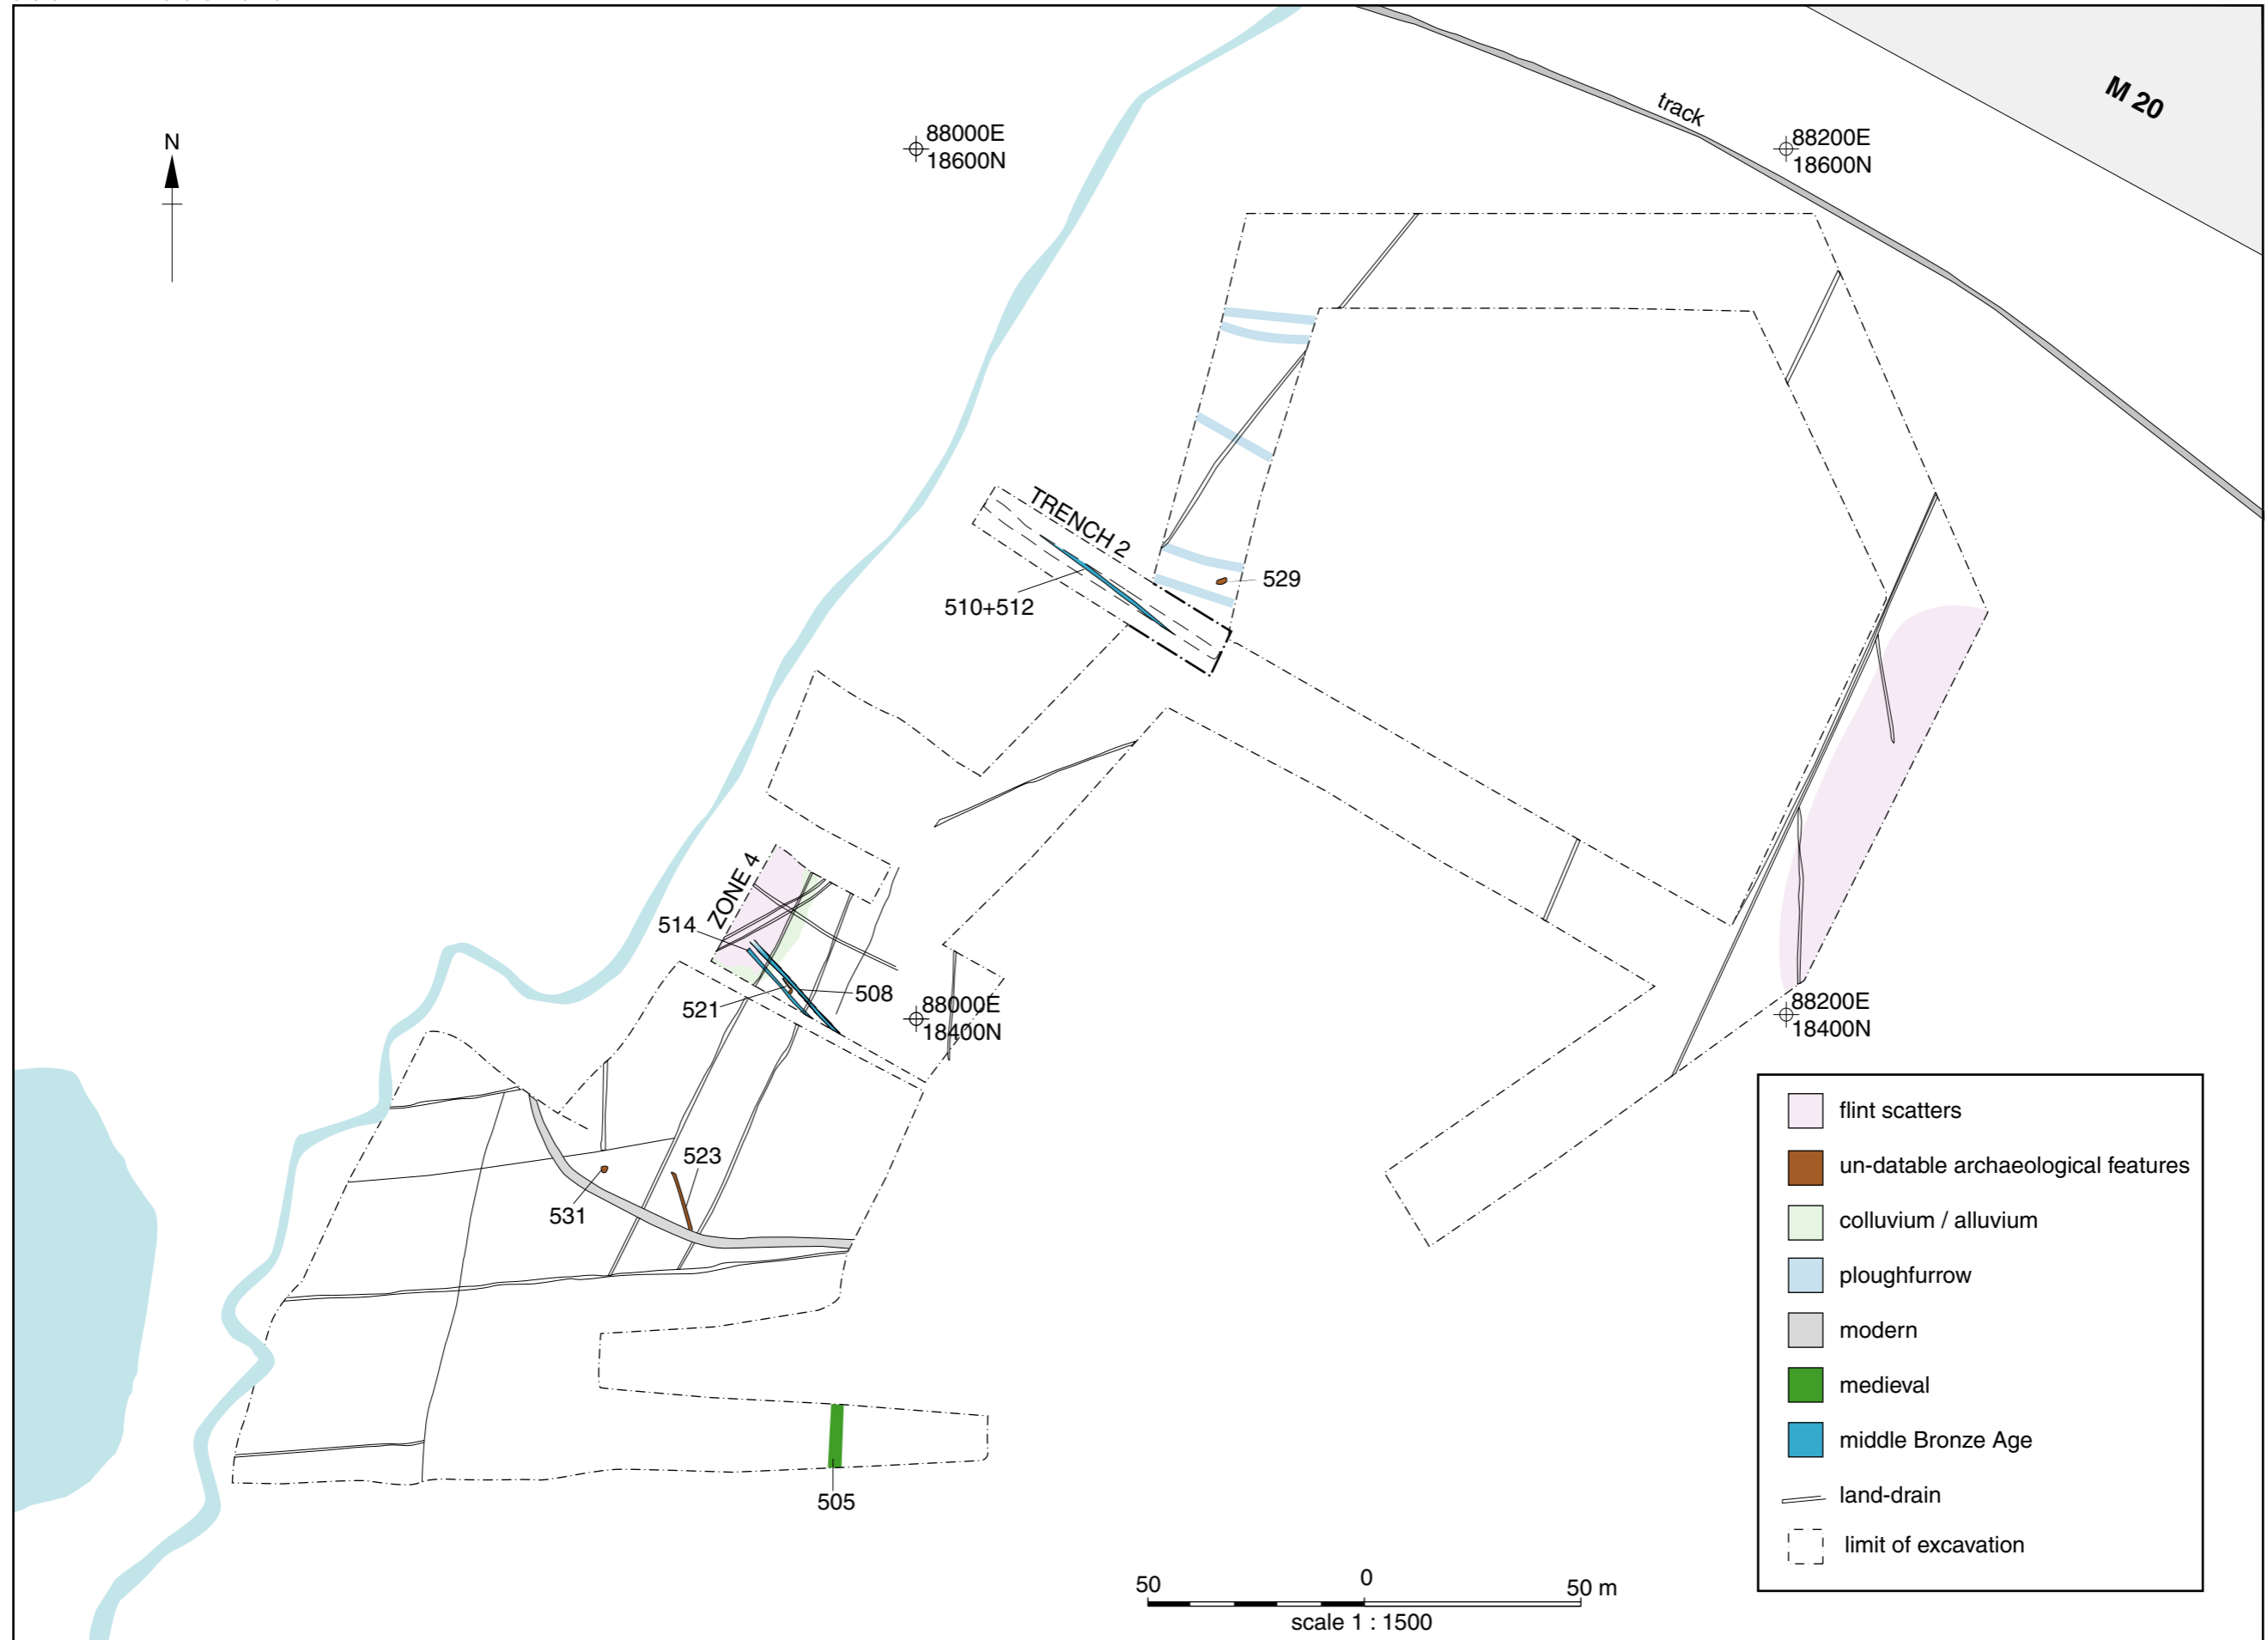 M 20
track
N
88000E
18600N
88200E
18600N
TRENCH 2
529
510+512
ZONE 4
514
508
521
88000E
18400N
88200E
18400N
523
531
505
flint scatters
un-datable archaeological features
colluvium / alluvium
ploughfurrow
modern
medieval
middle Bronze Age
land-drain
limit of excavation
50 0 50 m
scale 1 : 1500